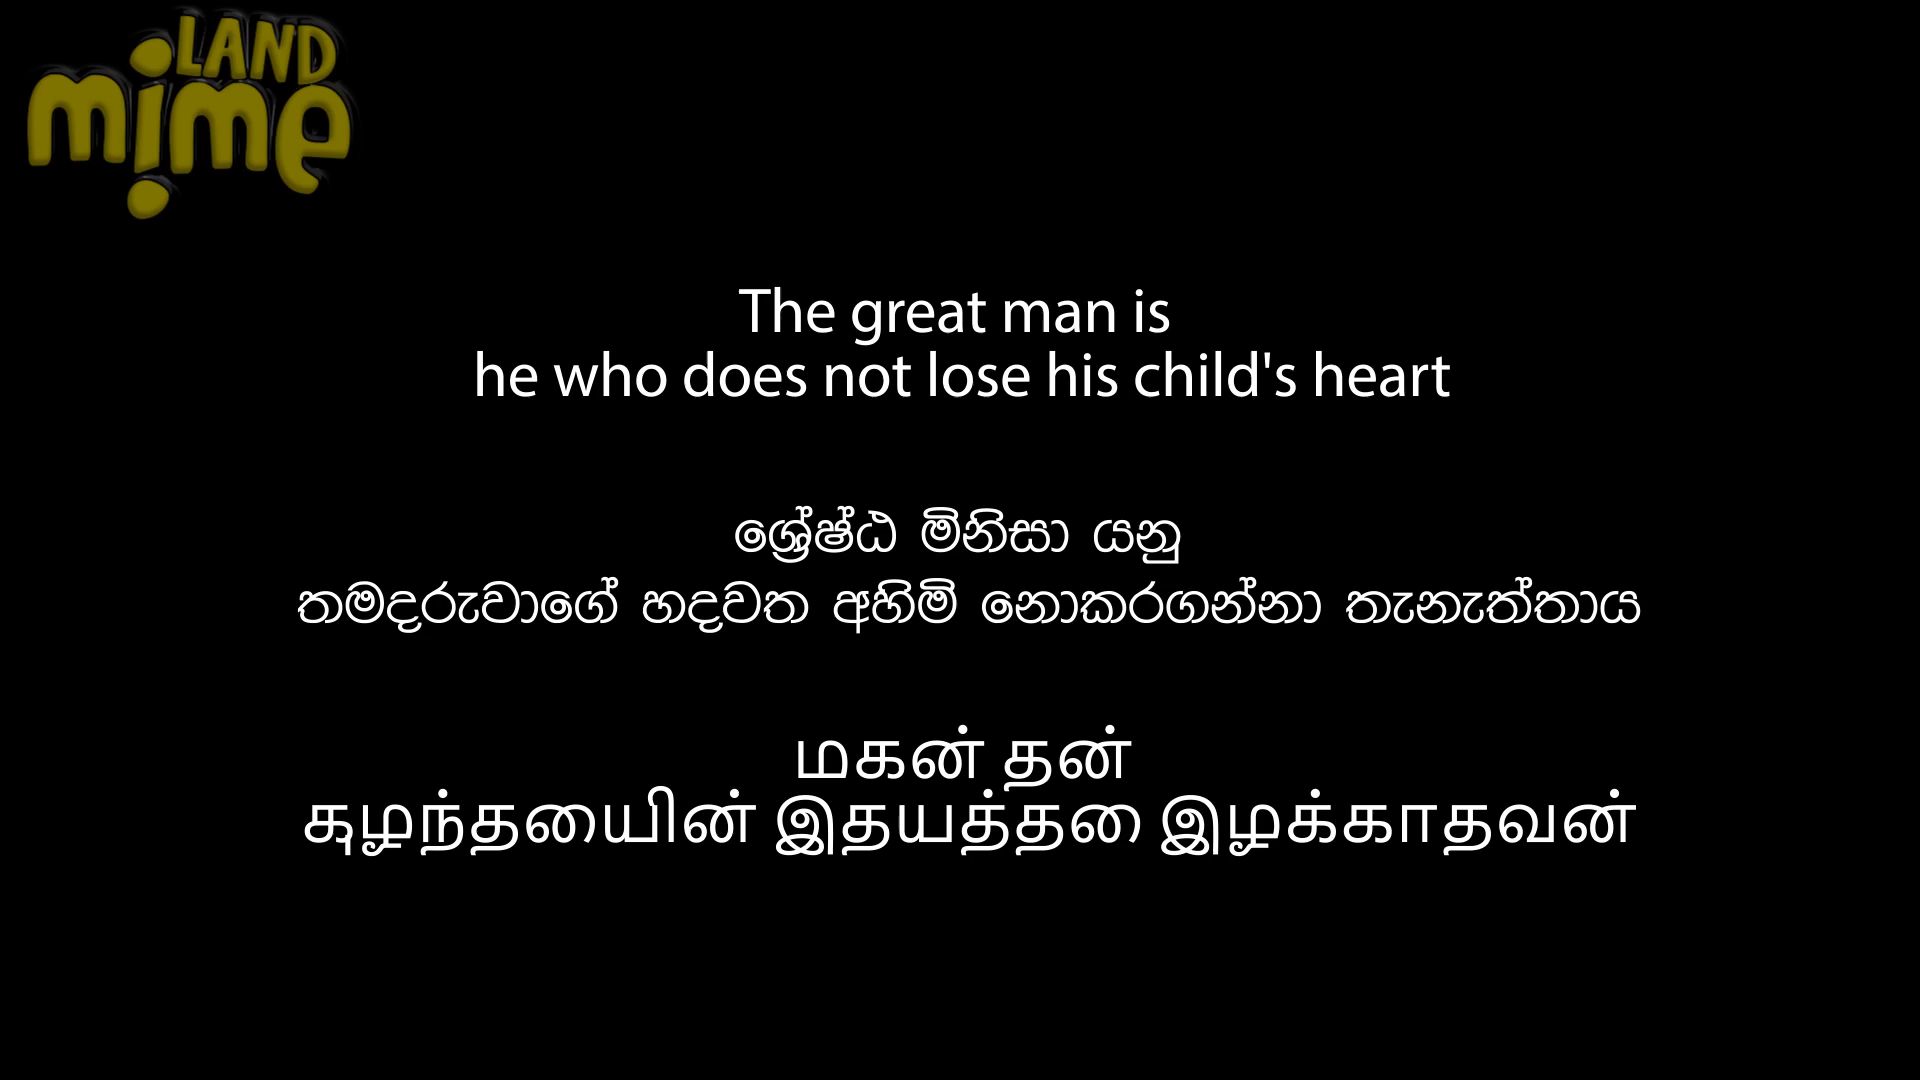 LAND
mime
The great man is
he who does not lose his child's heart
ශ්‍රේෂ්ඨ මිනිසා යනු
තමදරුවාගේ හදවත අහිමි නොකරගන්නා තැනැත්තාය
மகன் தன்
குழந்தையின் இதயத்தை இழக்காதவன்